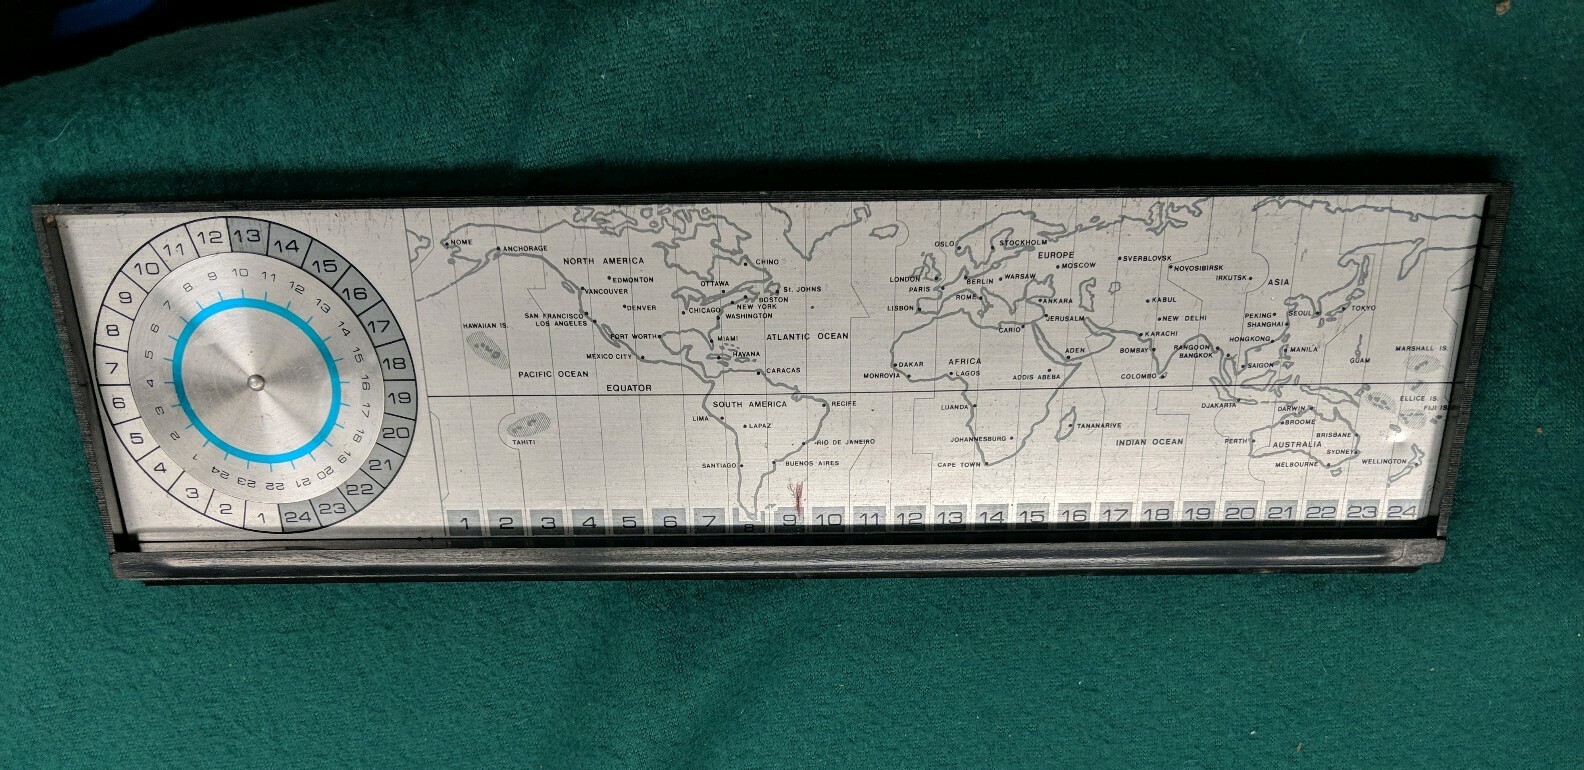 1 2 3 4 5 6 7 8 9 10 11 12 13 14 15 16 17 18 19 20 21 22 23 24
1 2 3 4 5 6 7 8 9 10 11 12 13 14 15 16 17 18 19 20 21 22 23 24
NOME
ANCHORAGE
NORTH AMERICA
EDMONTON
VANCOUVER
DENVER
SAN FRANCISCO
LOS ANGELES
HAWAIIAN IS.
FORT WORTH
MEXICO CITY
PACIFIC OCEAN
EQUATOR
TAHITI
CHINO
OTTAWA
St. JOHNS
BOSTON
NEW YORK
CHICAGO
WASHINGTON
MIAMI
HAVANA
CARACAS
ATLANTIC OCEAN
SOUTH AMERICA
RECIFE
LIMA
LAPAZ
RIO DE JANEIRO
SANTIAGO
BUENOS AIRES
OSLO
STOCKHOLM
EUROPE
MOSCOW
LONDON
BERLIN
WARSAW
PARIS
ROME
LISBON
ANKARA
JERUSALM
CARIO
DAKAR
AFRICA
ADEN
MONROVIA
LAGOS
ADDIS ABEBA
LUANDA
JOHANNESBURG
TANANARIVE
CAPE TOWN
INDIAN OCEAN
SVERBLOVSK
NOVOSIBIRSK
IRKUTSK
ASIA
KABUL
NEW DELHI
KARACHI
BOMBAY
RANGOON
BANGKOK
COLOMBO
PEKING
SHANGHAI
SEOUL
TOKYO
HONGKONG
MANILA
SAIGON
GUAM
MARSHALL IS.
ELLICE IS.
FIJI IS.
DJAKARTA
DARWIN
BROOME
PERTH
AUSTRALIA
BRISBANE
SYDNEY
MELBOURNE
WELLINGTON
1 2 3 4 5 6 7 8 9 10 11 12 13 14 15 16 17 18 19 20 21 22 23 24